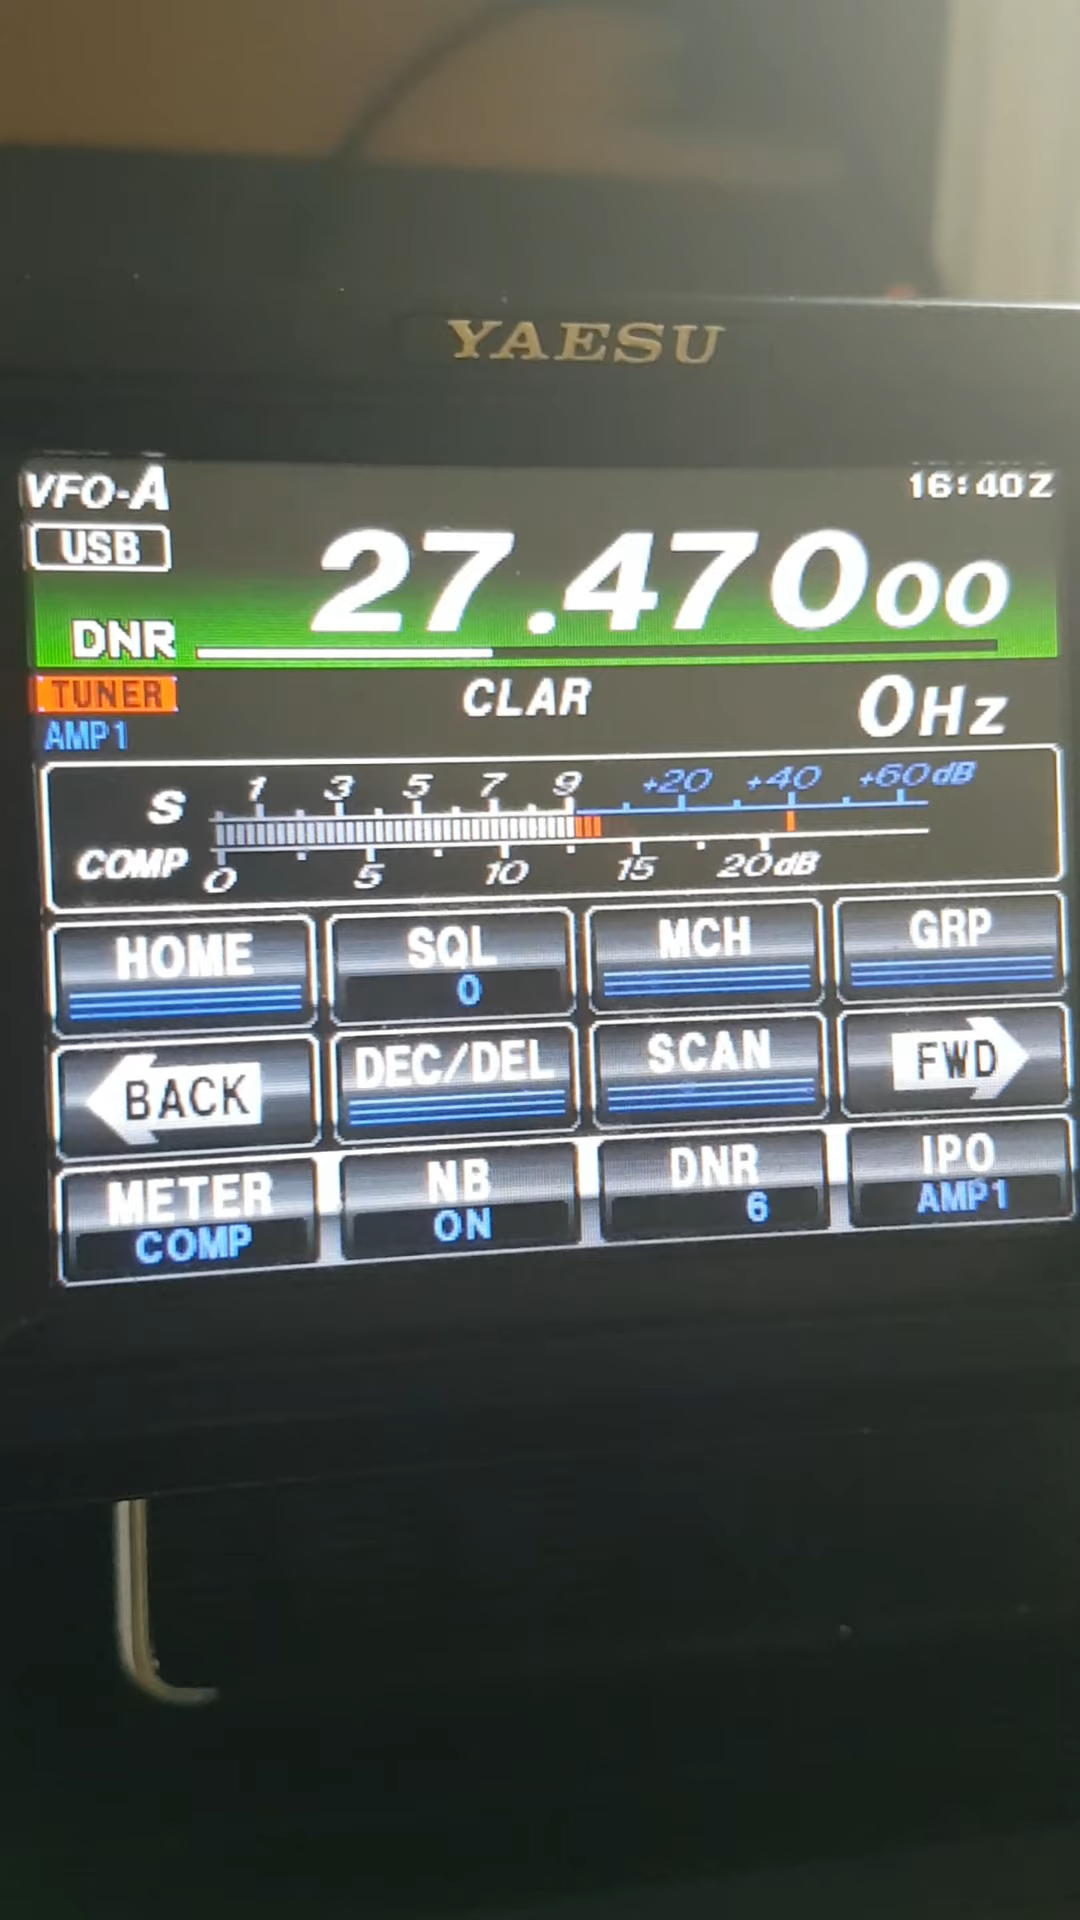 YAESU
VFO-A 16:40Z
USB 27.47000
DNR
TUNER CLAR 0Hz
AMP1
S 1 3 5 7 9 +20 +40 +60dB
COMP 0 5 10 15 20dB
HOME SQL MCH GRP
0
BACK DEC/DEL SCAN FWD
METER NB DNR IPO
COMP ON 6 AMP1